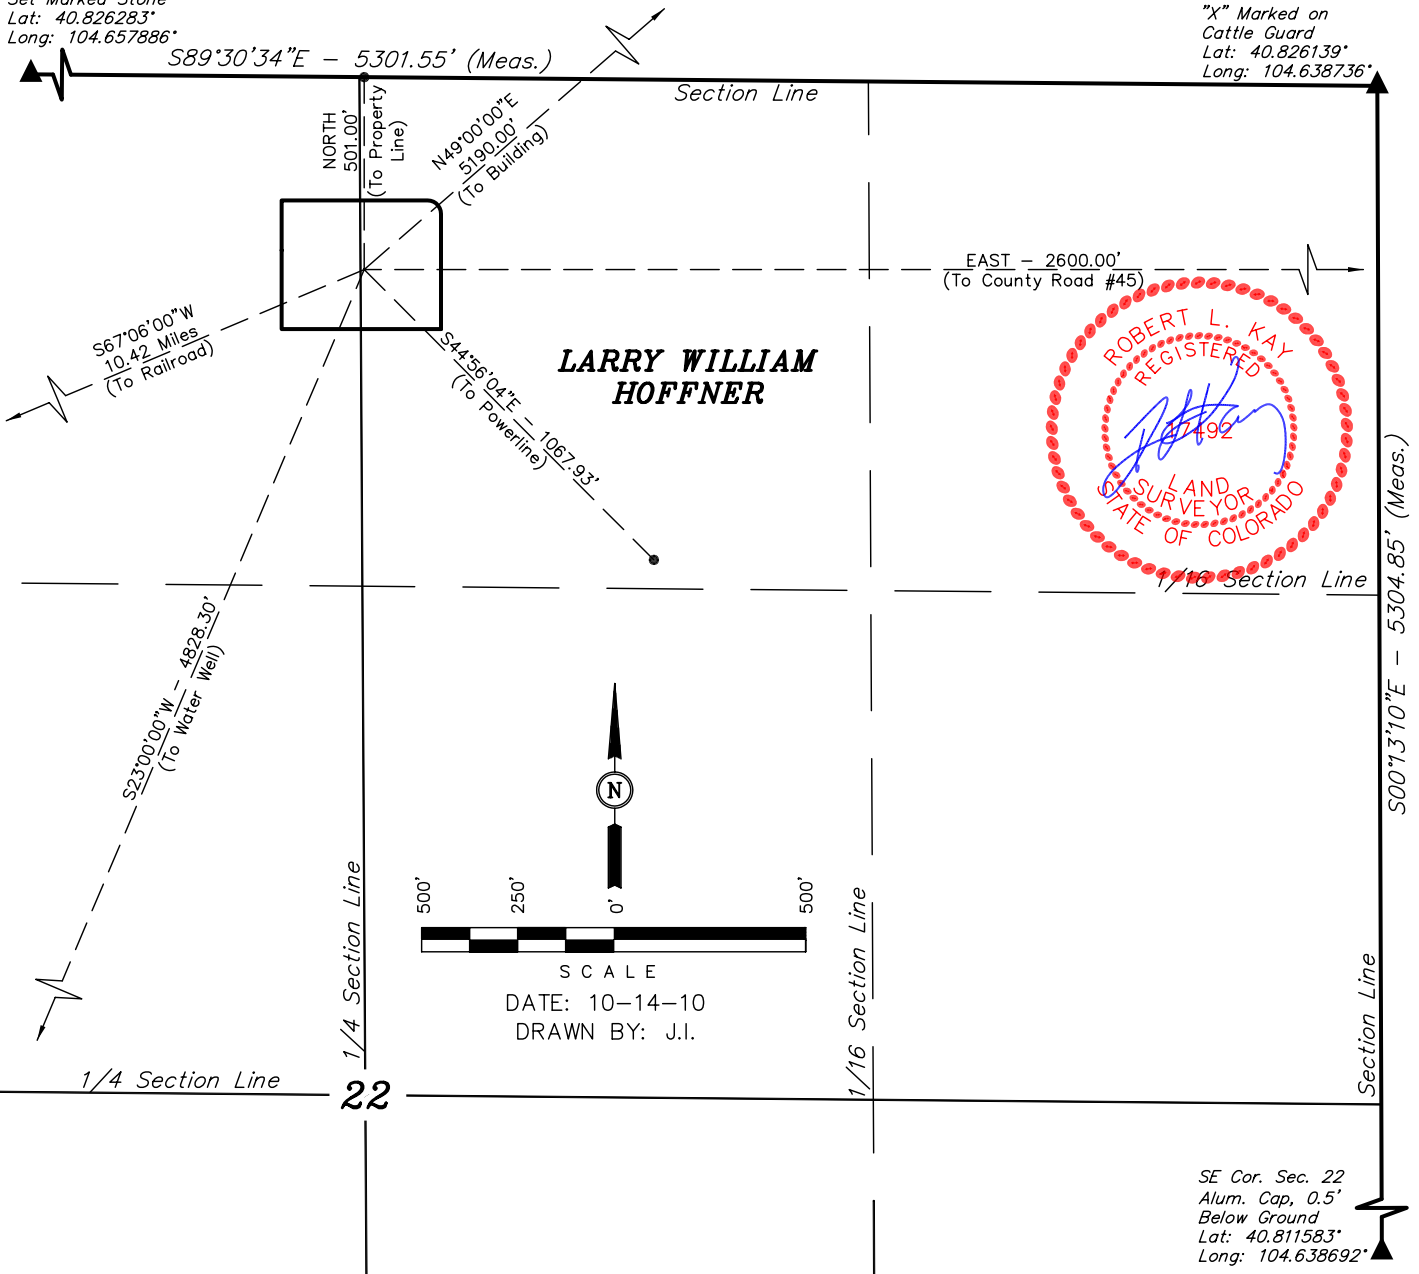 Set Marked Stone
Lat: 40.826283°
Long: 104.657886°
S89°30'34"E - 5301.55' (Meas.)
"X" Marked on
Cattle Guard
Lat: 40.826139°
Long: 104.638736°
Section Line
NORTH
501.00'
(To Property
Line)
N49°00'00"E
5190.00'
(To Building)
EAST - 2600.00'
(To County Road #45)
S67°06'00"W
10.42 Miles
(To Railroad)
S44°56'04"E - 1067.93'
(To Powerline)
LARRY WILLIAM
HOFFNER
ROBERT L. KAY
REGISTERED
17492
LAND
SURVEYOR
STATE OF COLORADO
1/16 Section Line
S00°13'10"E - 5304.85' (Meas.)
S23°00'00"W - 4828.30'
(To Water Well)
N
500'
250'
0'
500'
SCALE
DATE: 10-14-10
DRAWN BY: J.I.
1/4 Section Line
1/16 Section Line
Section Line
1/4 Section Line
22
SE Cor. Sec. 22
Alum. Cap, 0.5'
Below Ground
Lat: 40.811583°
Long: 104.638692°